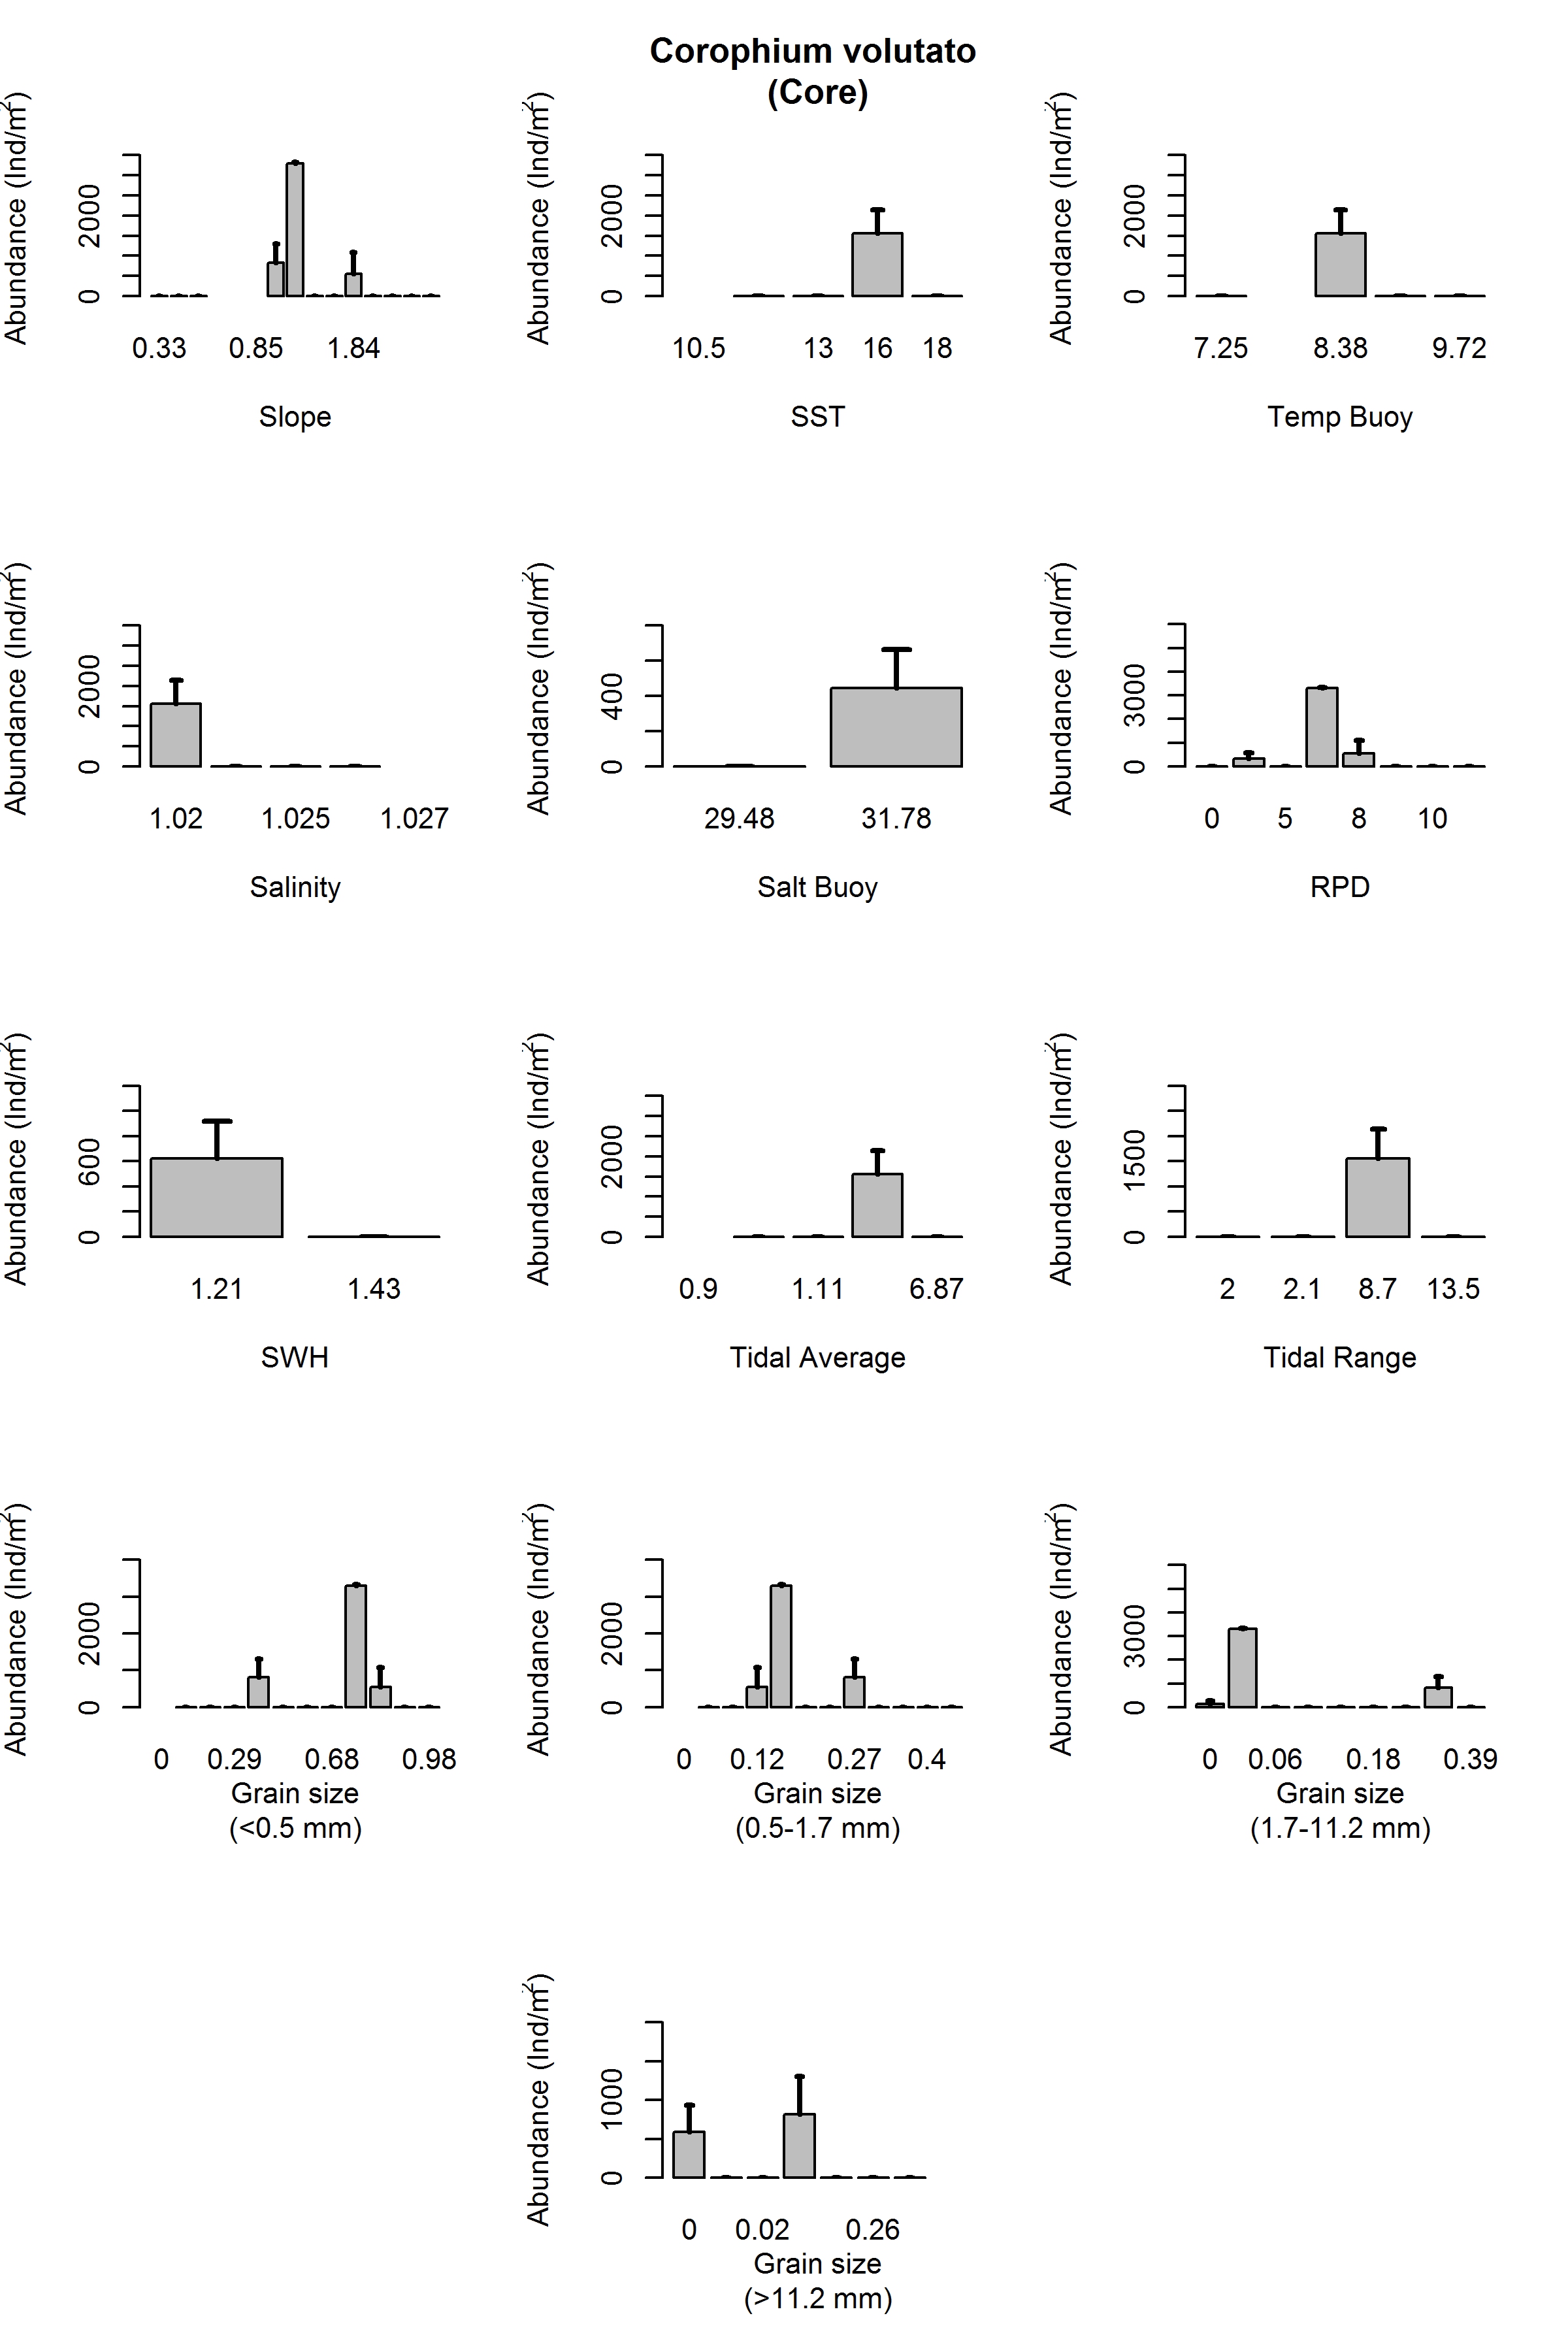 Corophium volutato
(Core)
Abundance (Ind/m²)
0 2000
0.33 0.85 1.84
Slope
Abundance (Ind/m²)
0 2000
10.5 13 16 18
SST
Abundance (Ind/m²)
0 2000
7.25 8.38 9.72
Temp Buoy
Abundance (Ind/m²)
0 2000
1.02 1.025 1.027
Salinity
Abundance (Ind/m²)
0 400
29.48 31.78
Salt Buoy
Abundance (Ind/m²)
0 3000
0 5 8 10
RPD
Abundance (Ind/m²)
0 600
1.21 1.43
SWH
Abundance (Ind/m²)
0 2000
0.9 1.11 6.87
Tidal Average
Abundance (Ind/m²)
0 1500
2 2.1 8.7 13.5
Tidal Range
Abundance (Ind/m²)
0 2000
0 0.29 0.68 0.98
Grain size
(<0.5 mm)
Abundance (Ind/m²)
0 2000
0 0.12 0.27 0.4
Grain size
(0.5-1.7 mm)
Abundance (Ind/m²)
0 3000
0 0.06 0.18 0.39
Grain size
(1.7-11.2 mm)
Abundance (Ind/m²)
0 1000
0 0.02 0.26
Grain size
(>11.2 mm)